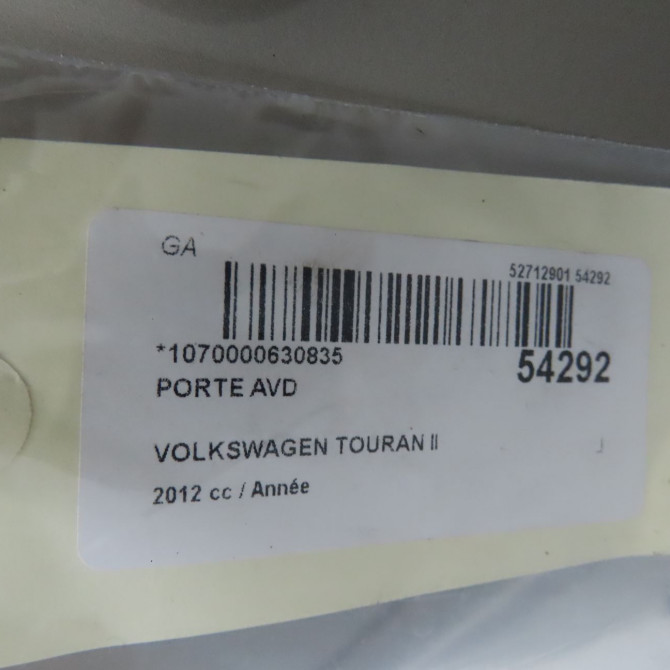 GA
52712901 54292
*1070000630835
54292
PORTE AVD
VOLKSWAGEN TOURAN II
J
2012 cc / Année